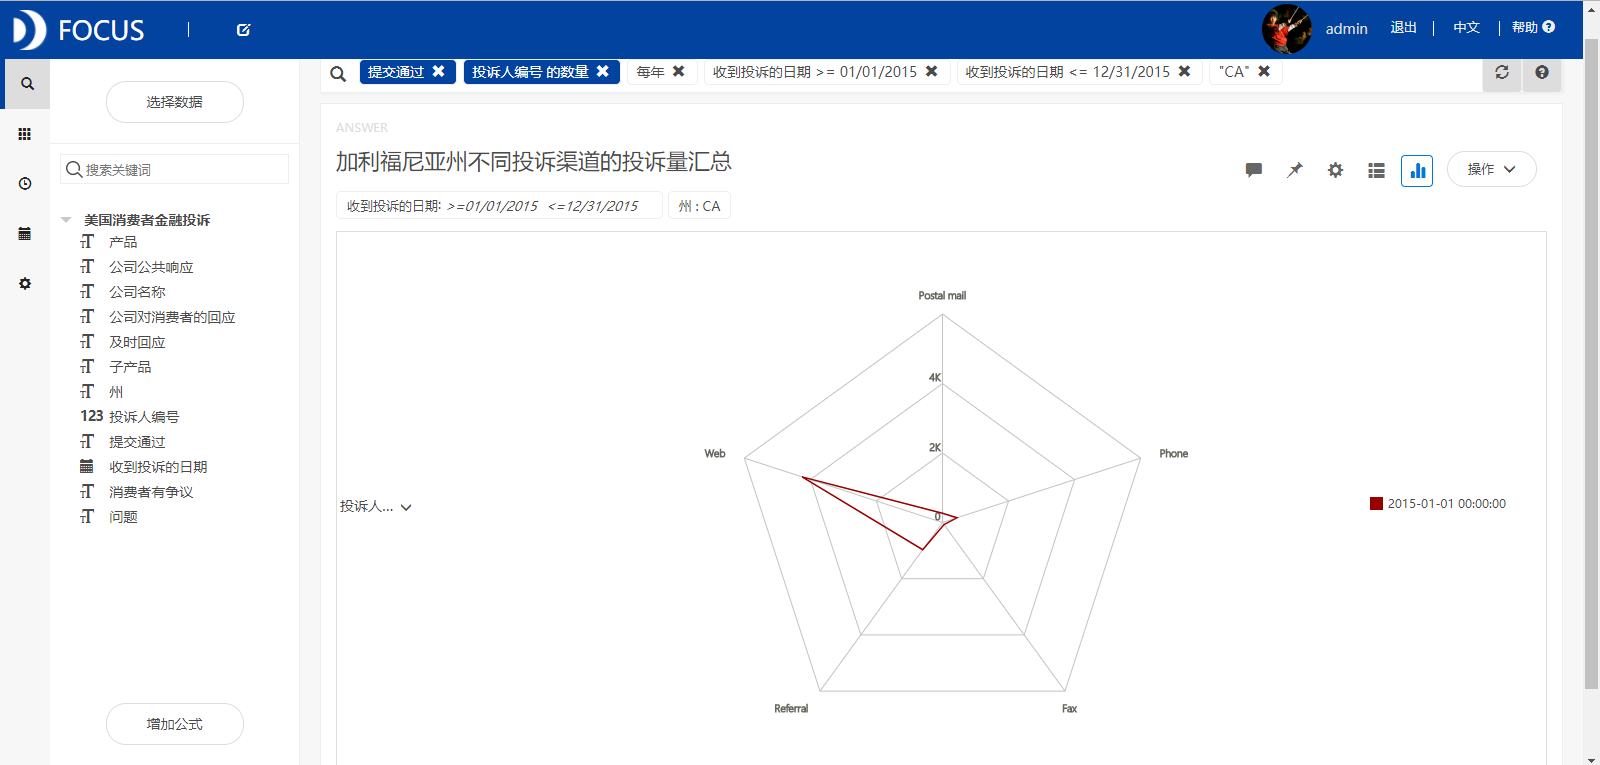 FOCUS
admin 退出 中文 帮助
提交通过 投诉人编号 的数量 每年 收到投诉的日期 >= 01/01/2015 收到投诉的日期 <= 12/31/2015 "CA"
选择数据
搜索关键词
美国消费者金融投诉
产品
公司公共响应
公司名称
公司对消费者的回应
及时回应
子产品
州
123 投诉人编号
提交通过
收到投诉的日期
消费者有争议
问题
增加公式
ANSWER
加利福尼亚州不同投诉渠道的投诉量汇总
操作
收到投诉的日期: >=01/01/2015 <=12/31/2015 州 : CA
Postal mail
4K
2K
0
Web
Phone
投诉人...
2015-01-01 00:00:00
Referral
Fax